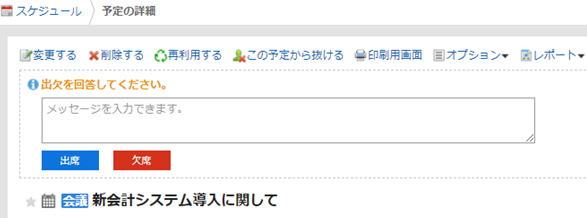 スケジュール 予定の詳細
変更する 削除する 再利用する この予定から抜ける 印刷用画面 オプション▾ レポート▾
出欠を回答してください。
メッセージを入力できます。
出席 欠席
会議 新会計システム導入に関して